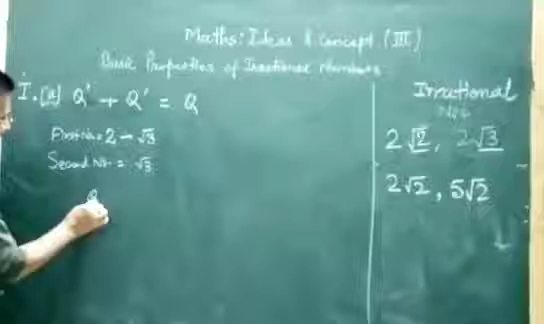 Maths: Ideas & Concept (III)
Basic Properties of Irrational Numbers
I. (a) Q' + Q' = Q
First No. = 2 - √3
Second No. = √3
Irrational
Nos.
2√2, 2√3
2√2, 5√2